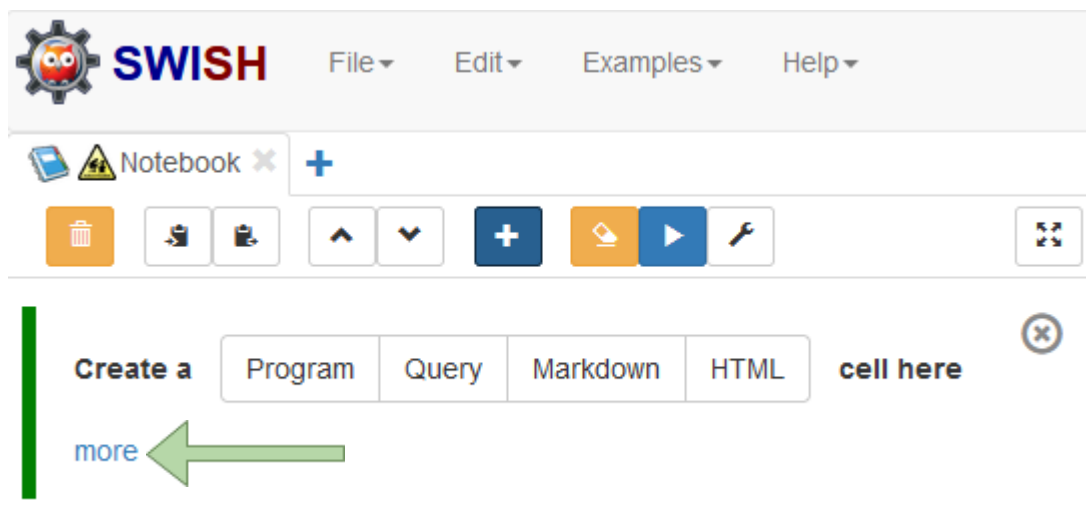 SWISH File Edit Examples Help
Notebook
Create a Program Query Markdown HTML cell here
more